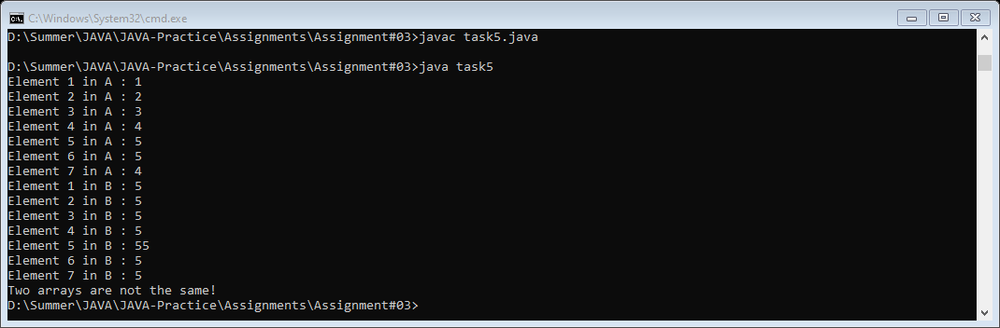 C:\Windows\System32\cmd.exe
D:\Summer\JAVA\JAVA-Practice\Assignments\Assignment#03>javac task5.java
D:\Summer\JAVA\JAVA-Practice\Assignments\Assignment#03>java task5
Element 1 in A : 1
Element 2 in A : 2
Element 3 in A : 3
Element 4 in A : 4
Element 5 in A : 5
Element 6 in A : 5
Element 7 in A : 4
Element 1 in B : 5
Element 2 in B : 5
Element 3 in B : 5
Element 4 in B : 5
Element 5 in B : 55
Element 6 in B : 5
Element 7 in B : 5
Two arrays are not the same!
D:\Summer\JAVA\JAVA-Practice\Assignments\Assignment#03>